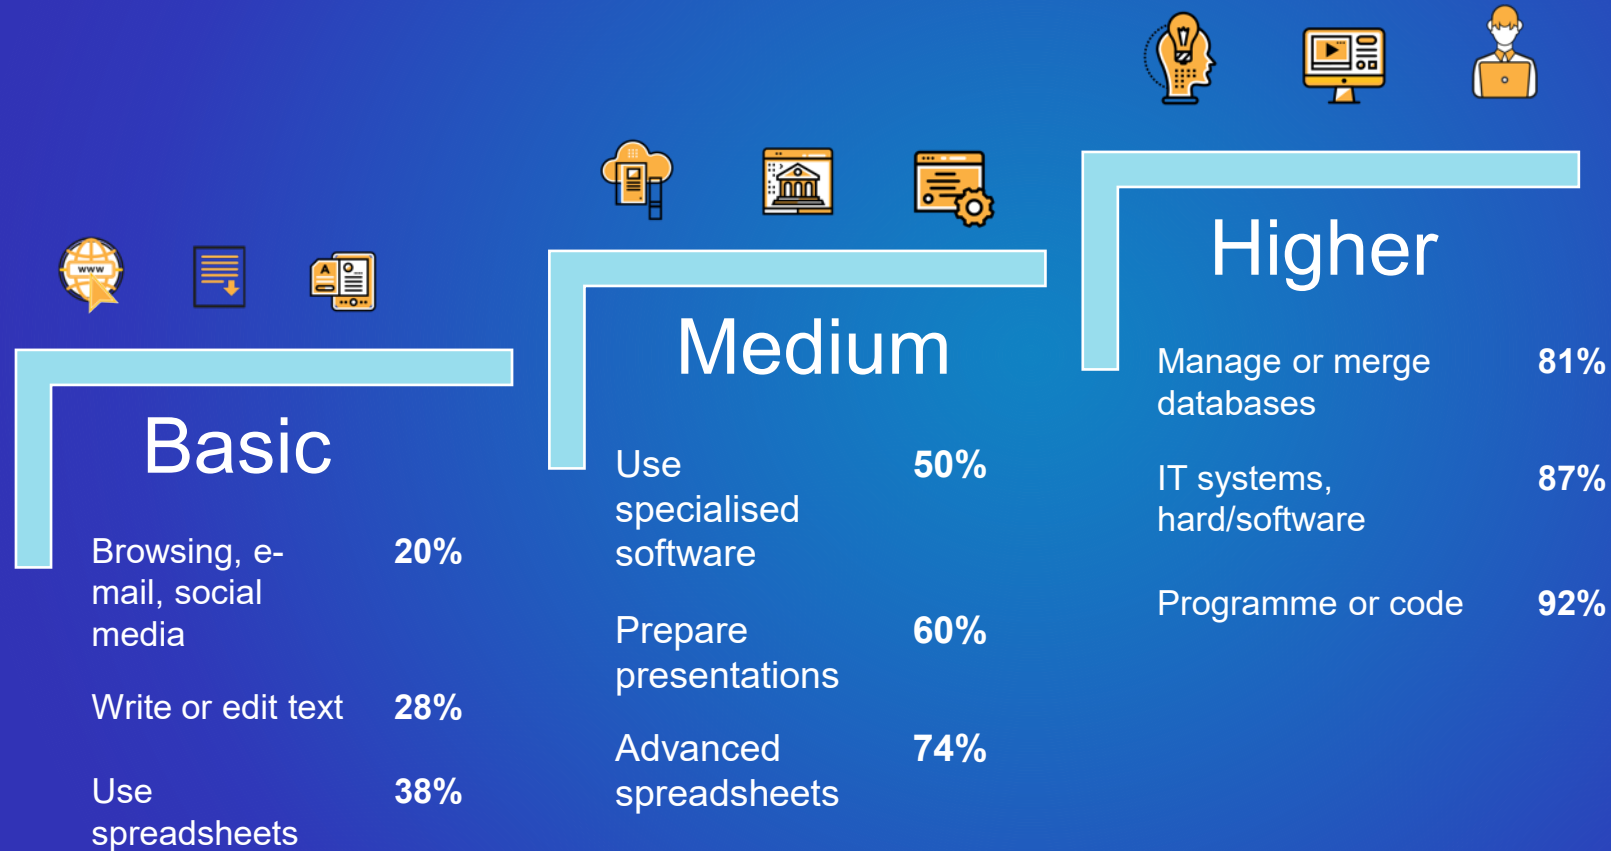 www
A
Basic
Browsing, e-
mail, social
media
20%
Write or edit text
28%
Use
spreadsheets
38%
Medium
Use
specialised
software
50%
Prepare
presentations
60%
Advanced
spreadsheets
74%
Higher
Manage or merge
databases
81%
IT systems,
hard/software
87%
Programme or code
92%